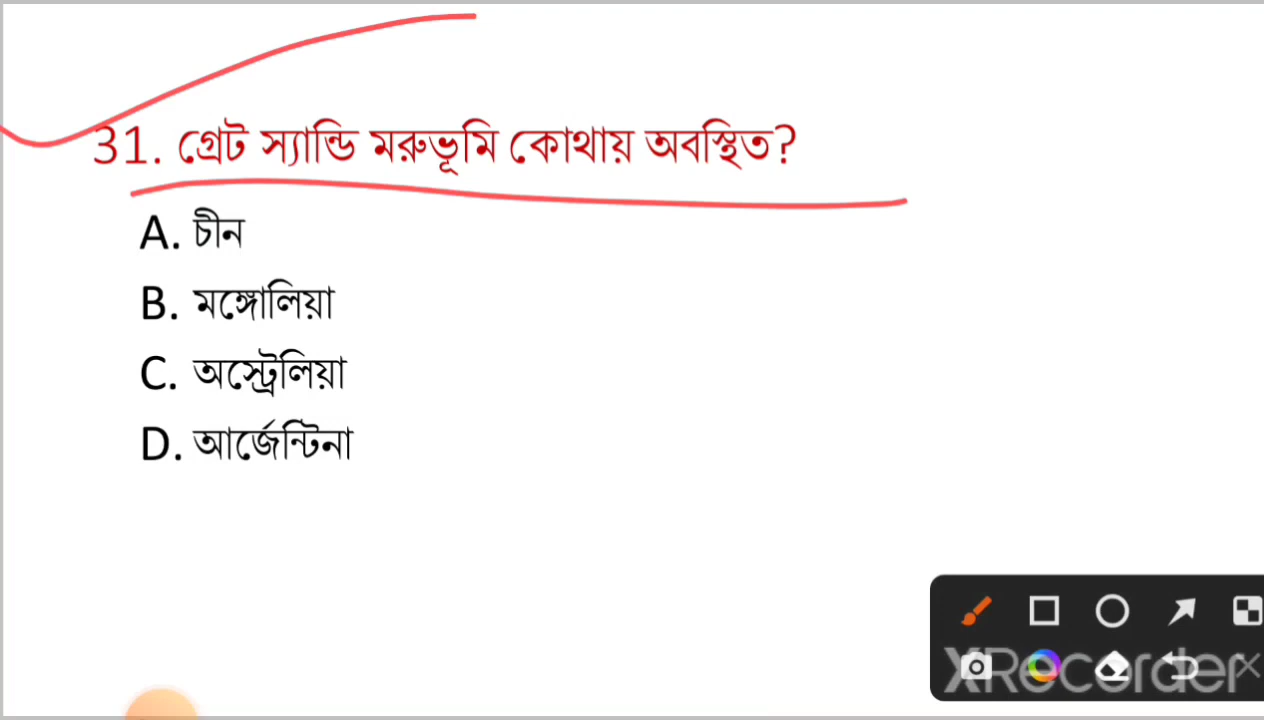 31. গ্রেট স্যান্ডি মরুভূমি কোথায় অবস্থিত?
A. চীন
B. মঙ্গোলিয়া
C. অস্ট্রেলিয়া
D. আর্জেন্টিনা
XRecorder